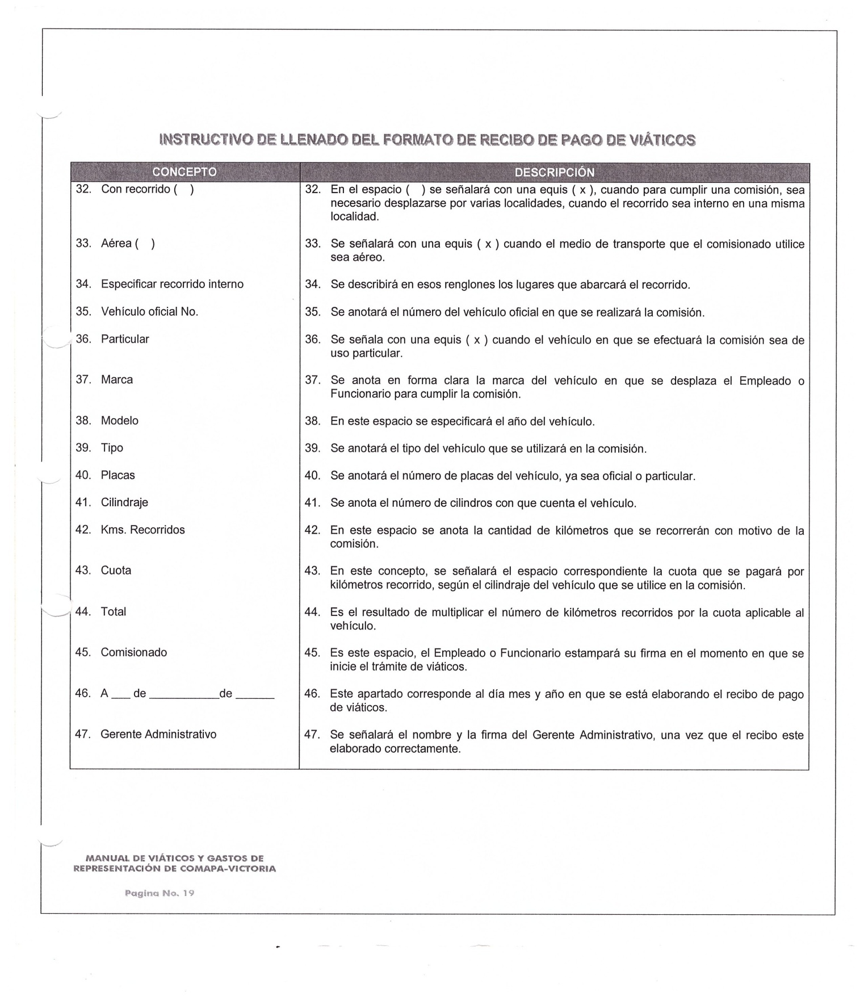 INSTRUCTIVO DE LLENADO DEL FORMATO DE RECIBO DE PAGO DE VIÁTICOS
CONCEPTO DESCRIPCIÓN
32. Con recorrido (   ) 32. En el espacio (   ) se señalará con una equis ( x ), cuando para cumplir una comisión, sea
necesario desplazarse por varias localidades, cuando el recorrido sea interno en una misma
localidad.
33. Aérea (   ) 33. Se señalará con una equis ( x ) cuando el medio de transporte que el comisionado utilice
sea aéreo.
34. Especificar recorrido interno 34. Se describirá en esos renglones los lugares que abarcará el recorrido.
35. Vehículo oficial No. 35. Se anotará el número del vehículo oficial en que se realizará la comisión.
36. Particular 36. Se señala con una equis ( x ) cuando el vehículo en que se efectuará la comisión sea de
uso particular.
37. Marca 37. Se anota en forma clara la marca del vehículo en que se desplaza el Empleado o
Funcionario para cumplir la comisión.
38. Modelo 38. En este espacio se especificará el año del vehículo.
39. Tipo 39. Se anotará el tipo del vehículo que se utilizará en la comisión.
40. Placas 40. Se anotará el número de placas del vehículo, ya sea oficial o particular.
41. Cilindraje 41. Se anota el número de cilindros con que cuenta el vehículo.
42. Kms. Recorridos 42. En este espacio se anota la cantidad de kilómetros que se recorrerán con motivo de la
comisión.
43. Cuota 43. En este concepto, se señalará el espacio correspondiente la cuota que se pagará por
kilómetros recorrido, según el cilindraje del vehículo que se utilice en la comisión.
44. Total 44. Es el resultado de multiplicar el número de kilómetros recorridos por la cuota aplicable al
vehículo.
45. Comisionado 45. Es este espacio, el Empleado o Funcionario estampará su firma en el momento en que se
inicie el trámite de viáticos.
46. A ___ de ___________de ______ 46. Este apartado corresponde al día mes y año en que se está elaborando el recibo de pago
de viáticos.
47. Gerente Administrativo 47. Se señalará el nombre y la firma del Gerente Administrativo, una vez que el recibo este
elaborado correctamente.
MANUAL DE VIÁTICOS Y GASTOS DE
REPRESENTACIÓN DE COMAPA-VICTORIA
Pagina No. 19